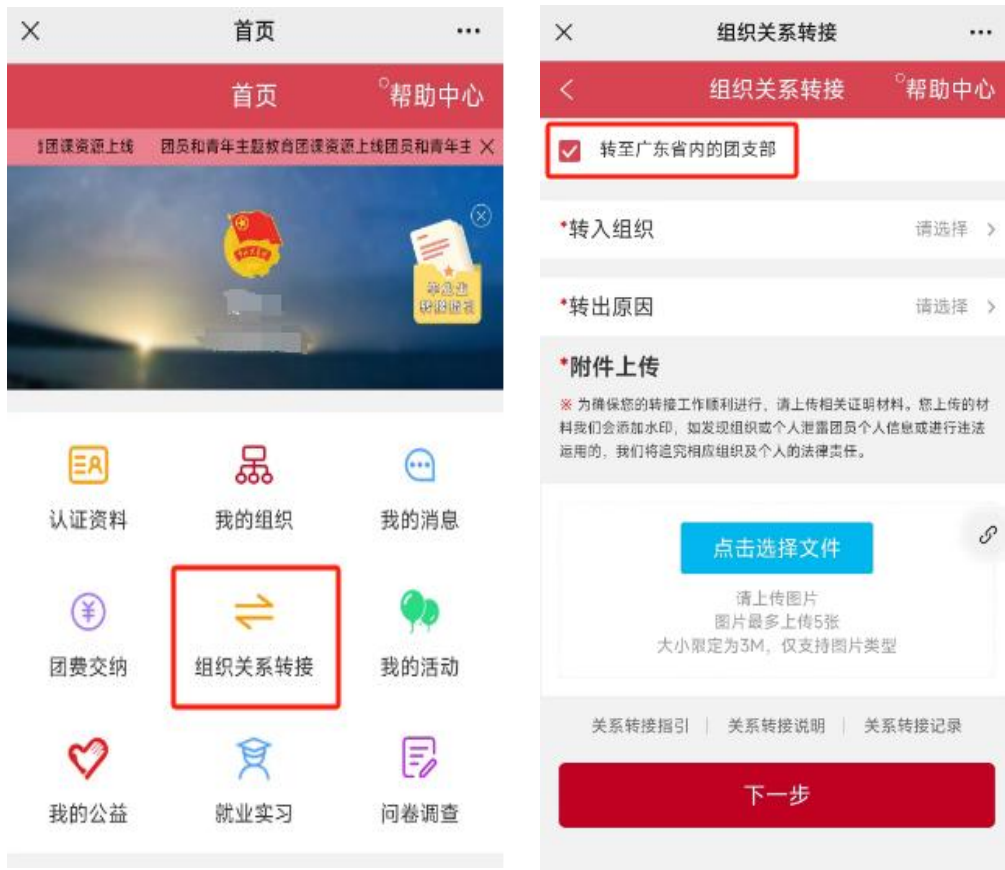 首页
首页
帮助中心
团课资源上线 团员和青年主题教育团课资源上线团员和青年主
毕业生
认证资料
我的组织
我的消息
团费交纳
组织关系转接
我的活动
我的公益
就业实习
问卷调查
组织关系转接
组织关系转接
帮助中心
转至广东省内的团支部
*转入组织 请选择
*转出原因 请选择
*附件上传
※ 为确保您的转接工作顺利进行，请上传相关证明材料。您上传的材
料我们会添加水印，如发现组织或个人泄露团员个人信息或进行违法
运用的，我们将追究相应组织及个人的法律责任。
点击选择文件
请上传图片
图片最多上传5张
大小限定为3M，仅支持图片类型
关系转接指引 | 关系转接说明 | 关系转接记录
下一步